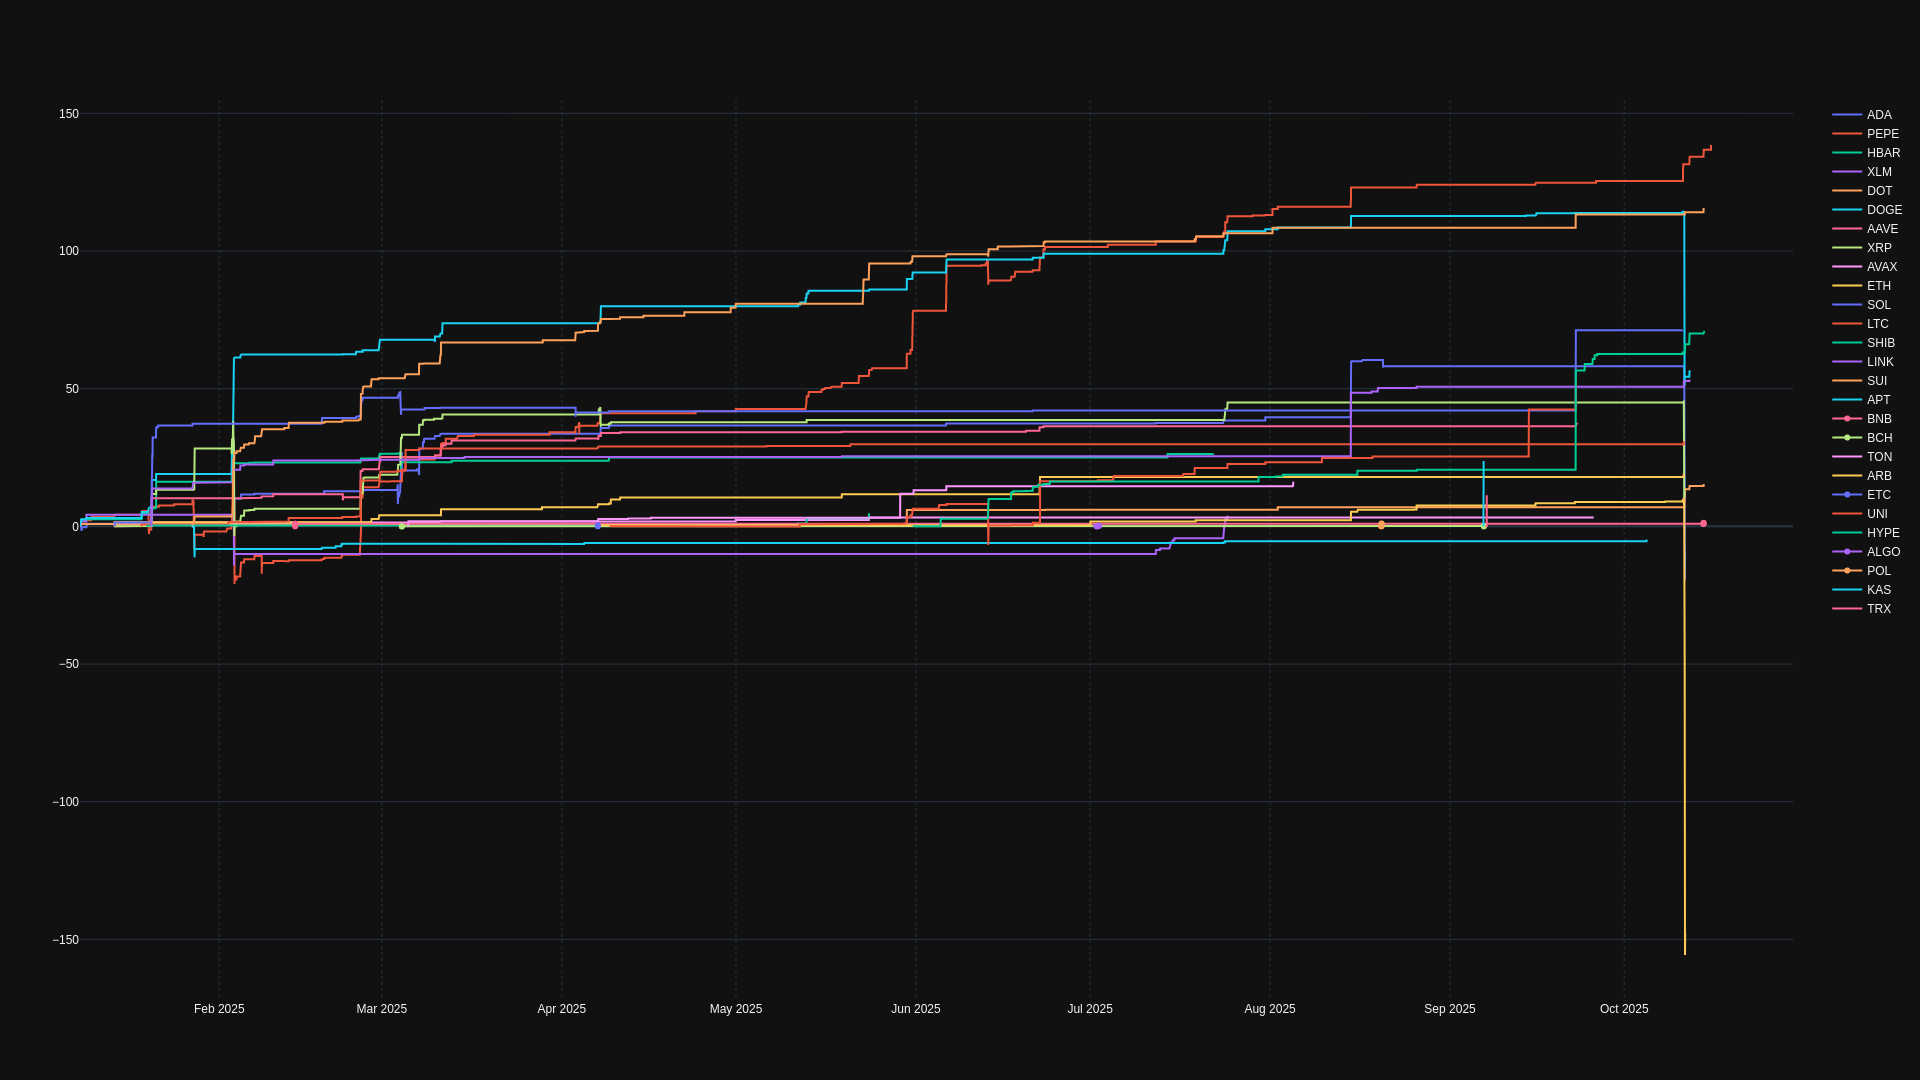 150
100
50
0
−50
−100
−150
Feb 2025
Mar 2025
Apr 2025
May 2025
Jun 2025
Jul 2025
Aug 2025
Sep 2025
Oct 2025
ADA
PEPE
HBAR
XLM
DOT
DOGE
AAVE
XRP
AVAX
ETH
SOL
LTC
SHIB
LINK
SUI
APT
BNB
BCH
TON
ARB
ETC
UNI
HYPE
ALGO
POL
KAS
TRX